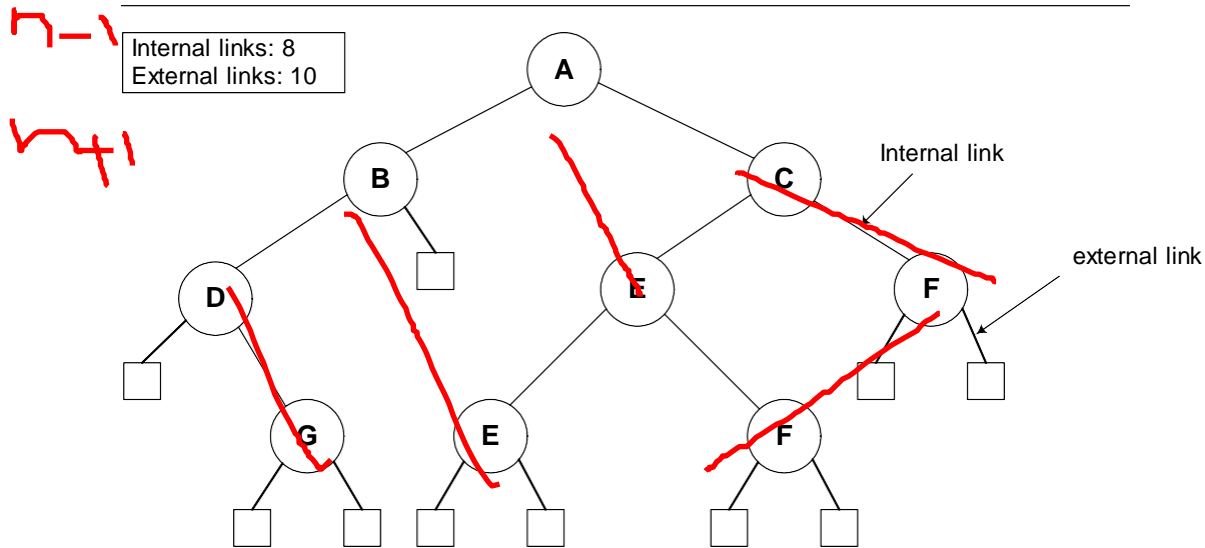 n-1
Internal links: 8
External links: 10
n+1
A
B
C
Internal link
D
E
F
external link
G
E
F